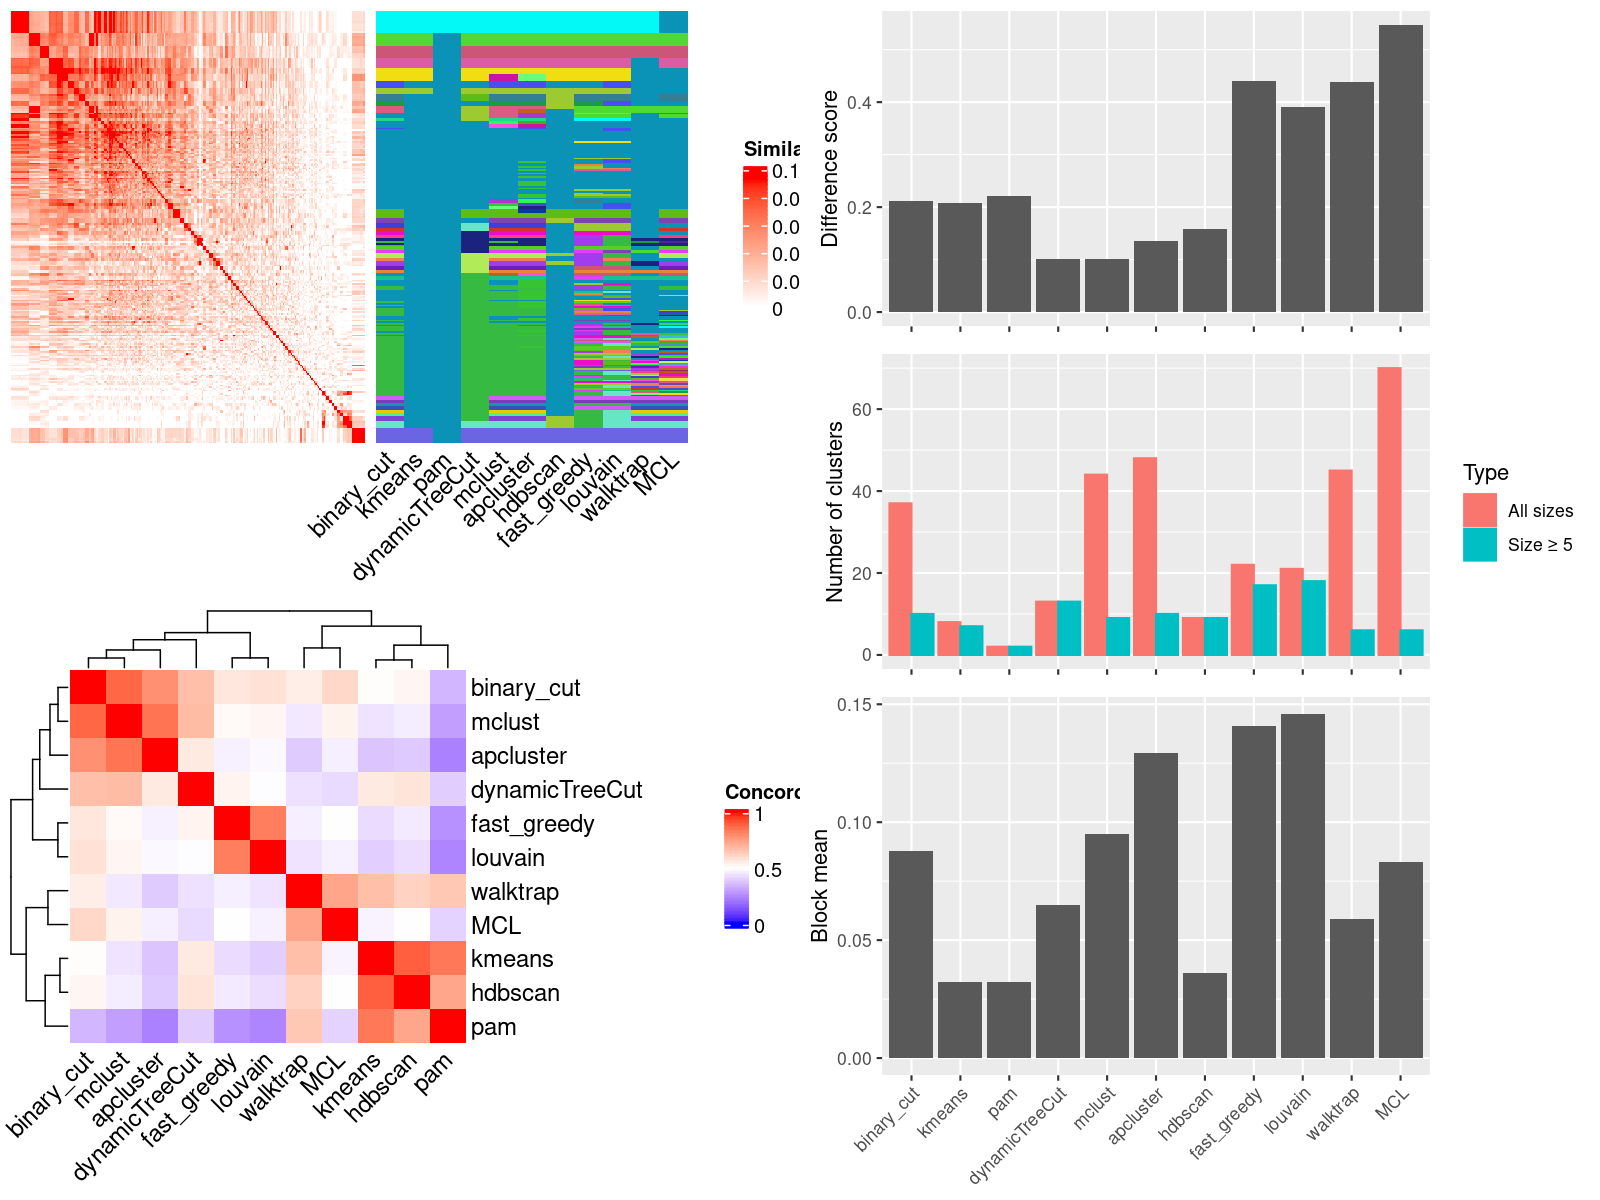 Simila
0.1
0.0
0.0
0.0
0.0
0
binary_cut
kmeans
pam
dynamicTreeCut
mclust
apcluster
hdbscan
fast_greedy
louvain
walktrap
MCL
binary_cut
mclust
apcluster
dynamicTreeCut
fast_greedy
louvain
walktrap
MCL
kmeans
hdbscan
pam
binary_cut
mclust
apcluster
dynamicTreeCut
fast_greedy
louvain
walktrap
MCL
kmeans
hdbscan
pam
Concord
1
0.5
0
Difference score
0.4
0.2
0.0
Number of clusters
60
40
20
0
Type
All sizes
Size ≥ 5
Block mean
0.15
0.10
0.05
0.00
binary_cut
kmeans
pam
dynamicTreeCut
mclust
apcluster
hdbscan
fast_greedy
louvain
walktrap
MCL